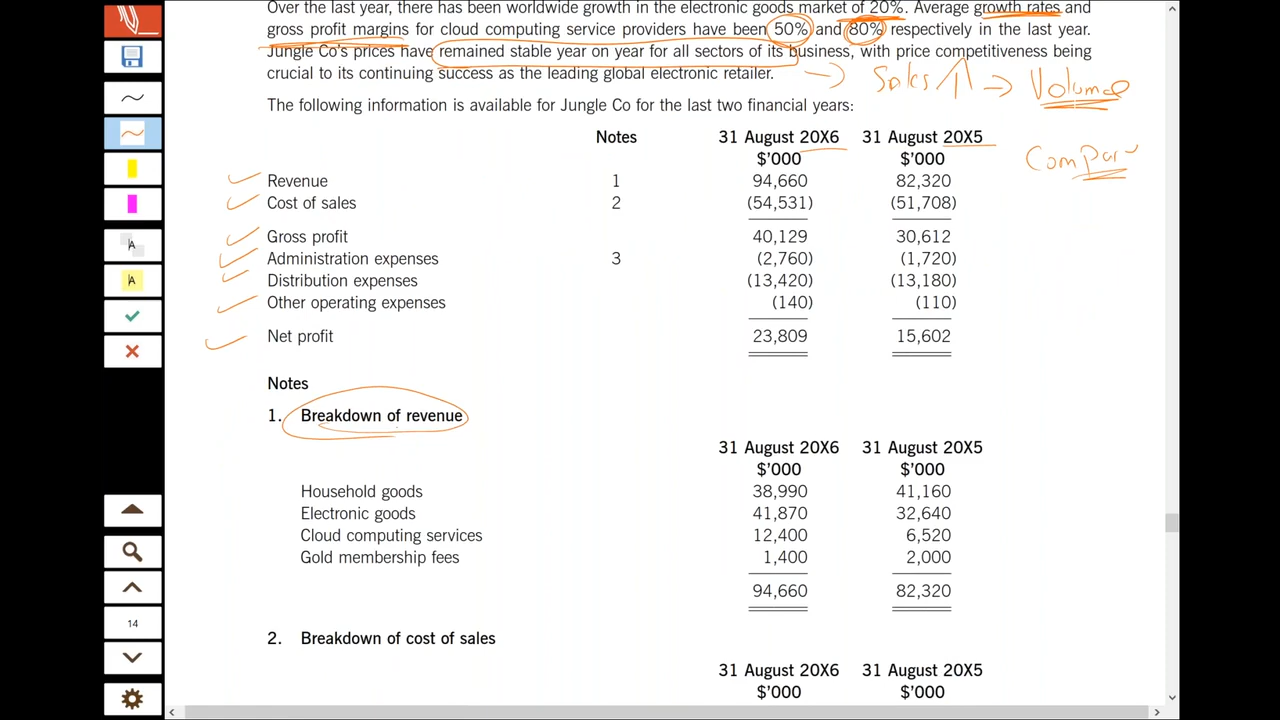 Over the last year, there has been worldwide growth in the electronic goods market of 20%. Average growth rates and
gross profit margins for cloud computing service providers have been 50% and 80% respectively in the last year.
Jungle Co's prices have remained stable year on year for all sectors of its business, with price competitiveness being
crucial to its continuing success as the leading global electronic retailer.
Sales → Volume
The following information is available for Jungle Co for the last two financial years:
Notes 31 August 20X6 31 August 20X5
$'000 $'000
Compar
Revenue 1 94,660 82,320
Cost of sales 2 (54,531) (51,708)
Gross profit 40,129 30,612
Administration expenses 3 (2,760) (1,720)
Distribution expenses (13,420) (13,180)
Other operating expenses (140) (110)
Net profit 23,809 15,602
Notes
1. Breakdown of revenue
31 August 20X6 31 August 20X5
$'000 $'000
Household goods 38,990 41,160
Electronic goods 41,870 32,640
Cloud computing services 12,400 6,520
Gold membership fees 1,400 2,000
94,660 82,320
2. Breakdown of cost of sales
31 August 20X6 31 August 20X5
$'000 $'000
14